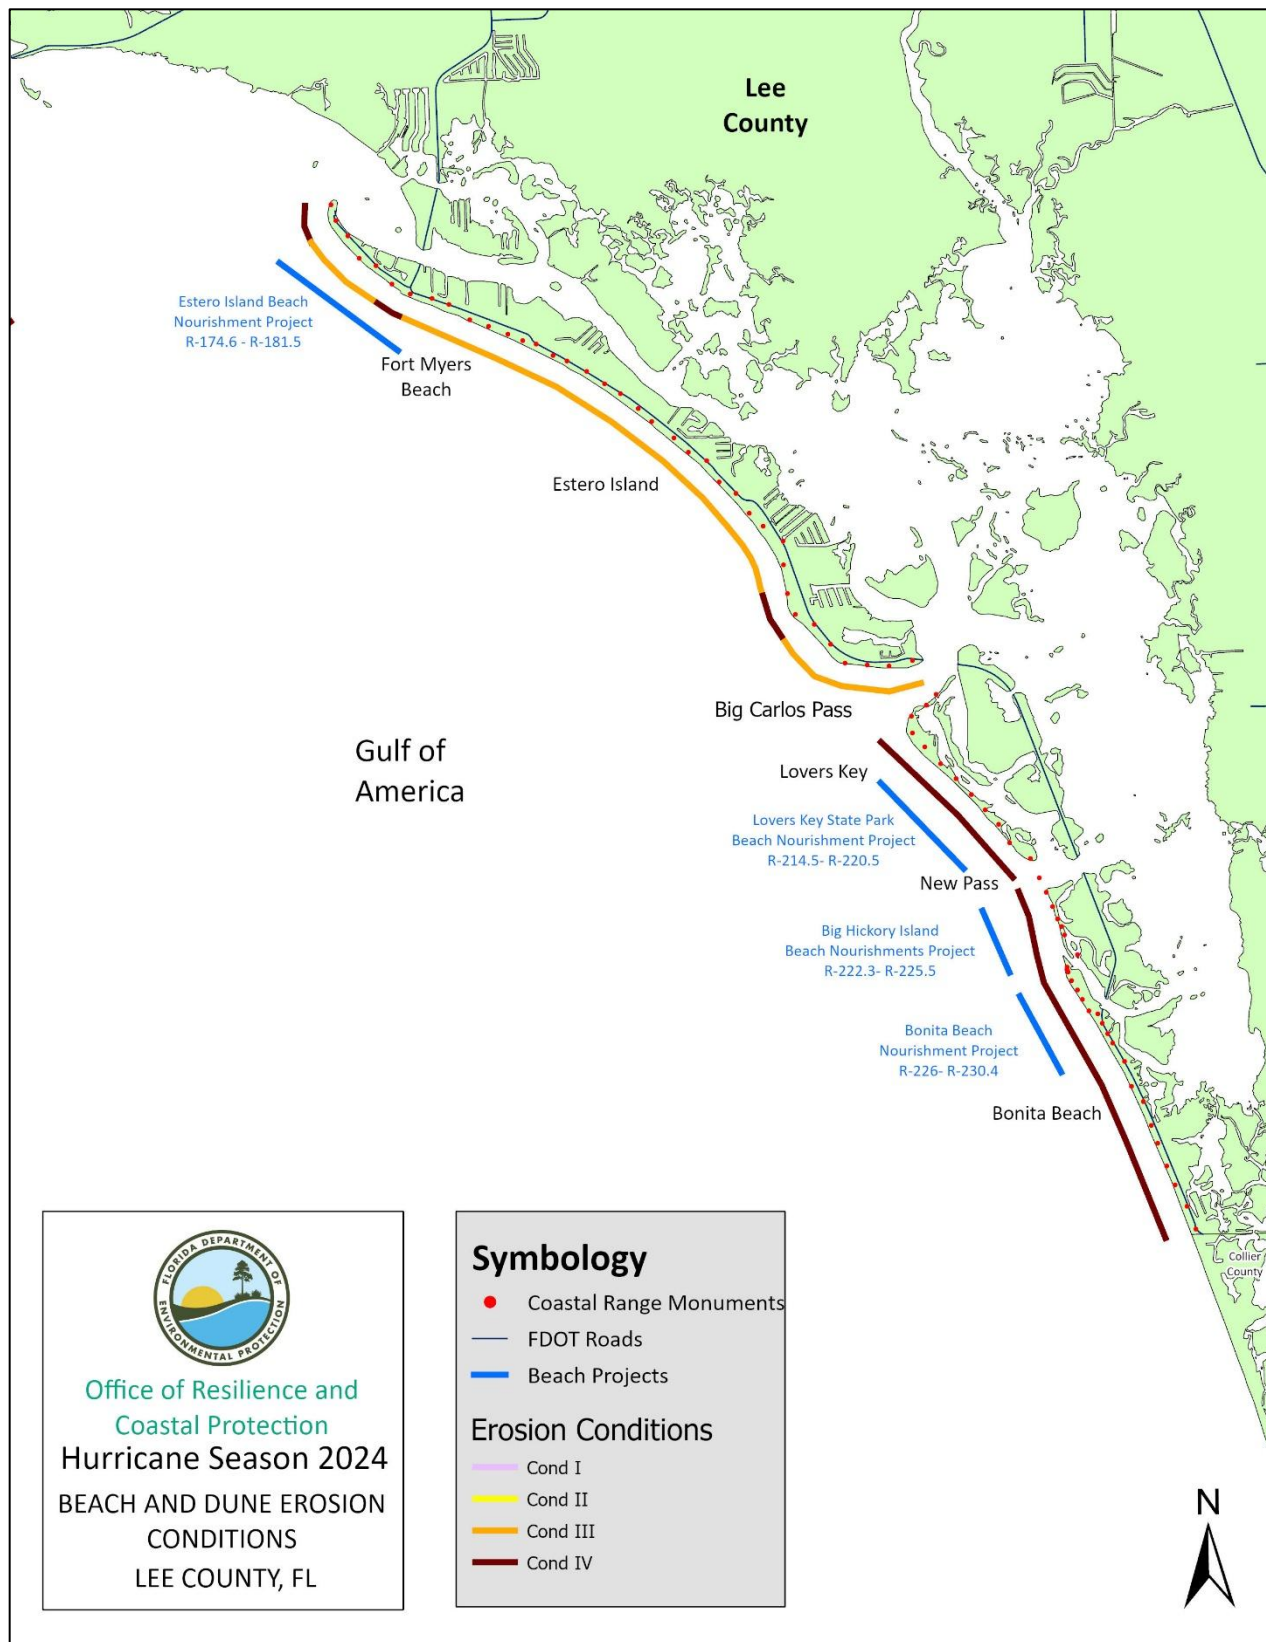 Lee
County
Estero Island Beach
Nourishment Project
R-174.6 - R-181.5
Fort Myers
Beach
Estero Island
Big Carlos Pass
Gulf of
America
Lovers Key
Lovers Key State Park
Beach Nourishment Project
R-214.5- R-220.5
New Pass
Big Hickory Island
Beach Nourishments Project
R-222.3- R-225.5
Bonita Beach
Nourishment Project
R-226- R-230.4
Bonita Beach
Collier
County
FLORIDA DEPARTMENT OF
ENVIRONMENTAL PROTECTION
Office of Resilience and
Coastal Protection
Hurricane Season 2024
BEACH AND DUNE EROSION
CONDITIONS
LEE COUNTY, FL
Symbology
Coastal Range Monuments
FDOT Roads
Beach Projects
Erosion Conditions
Cond I
Cond II
Cond III
Cond IV
N